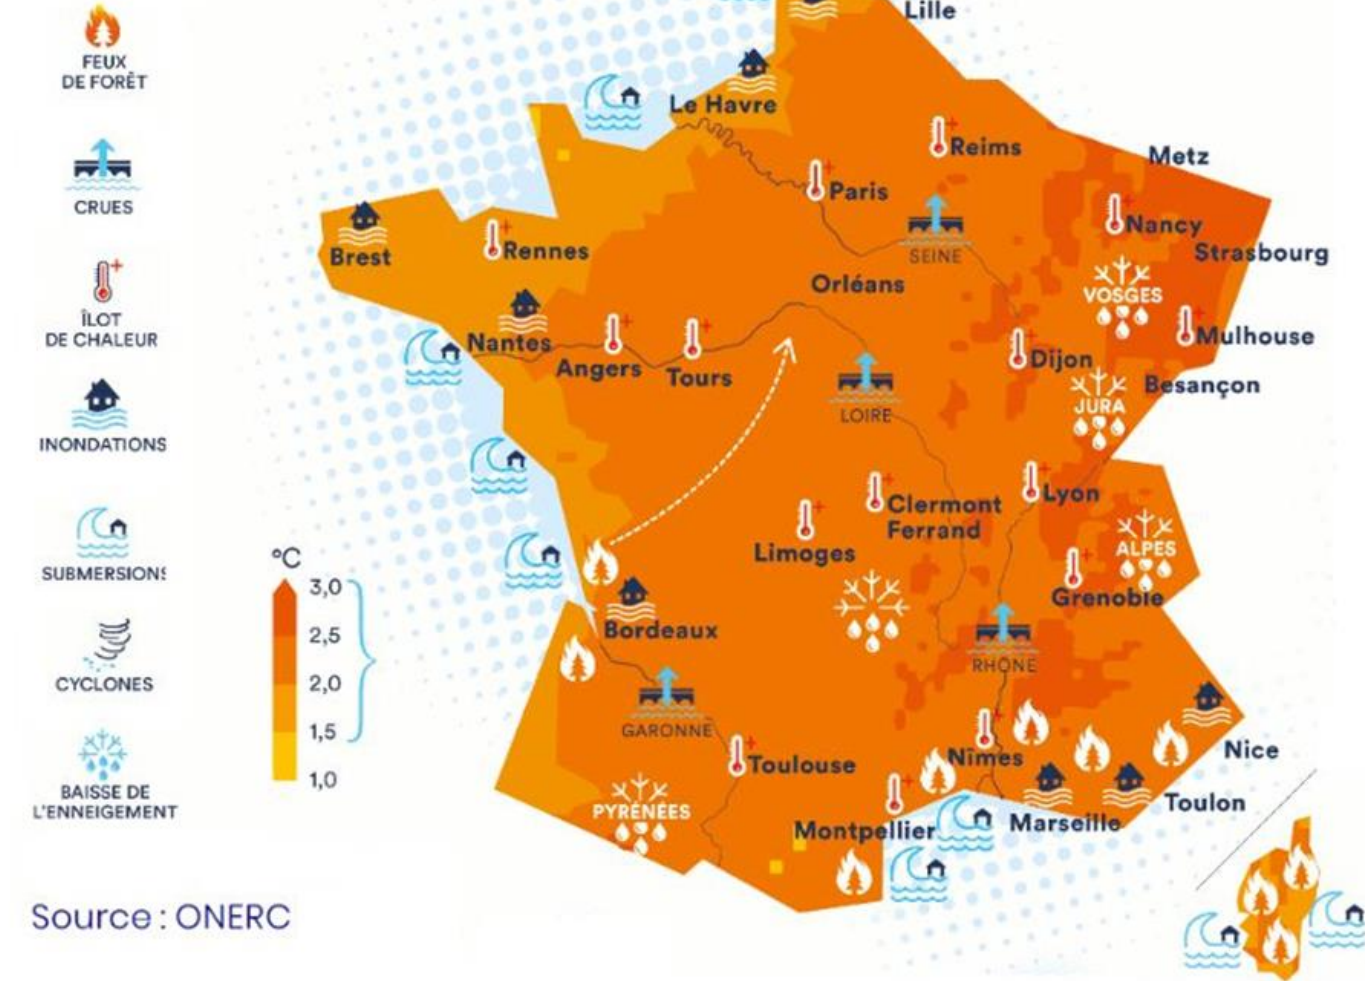 FEUX
DE FORÊT
CRUES
ÎLOT
DE CHALEUR
INONDATIONS
SUBMERSIONS
CYCLONES
BAISSE DE
L'ENNEIGEMENT
Source : ONERC
°C
3,0
2,5
2,0
1,5
1,0
Lille
Le Havre
Reims
Metz
Paris
Nancy
Brest
Rennes
SEINE
Strasbourg
Orléans
VOSGES
Nantes
Mulhouse
Angers
Tours
Dijon
Besançon
LOIRE
JURA
Lyon
Clermont
Ferrand
Limoges
ALPES
Grenoble
Bordeaux
RHÔNE
GARONNE
Nîmes
Nice
Toulouse
PYRÉNÉES
Toulon
Montpellier
Marseille